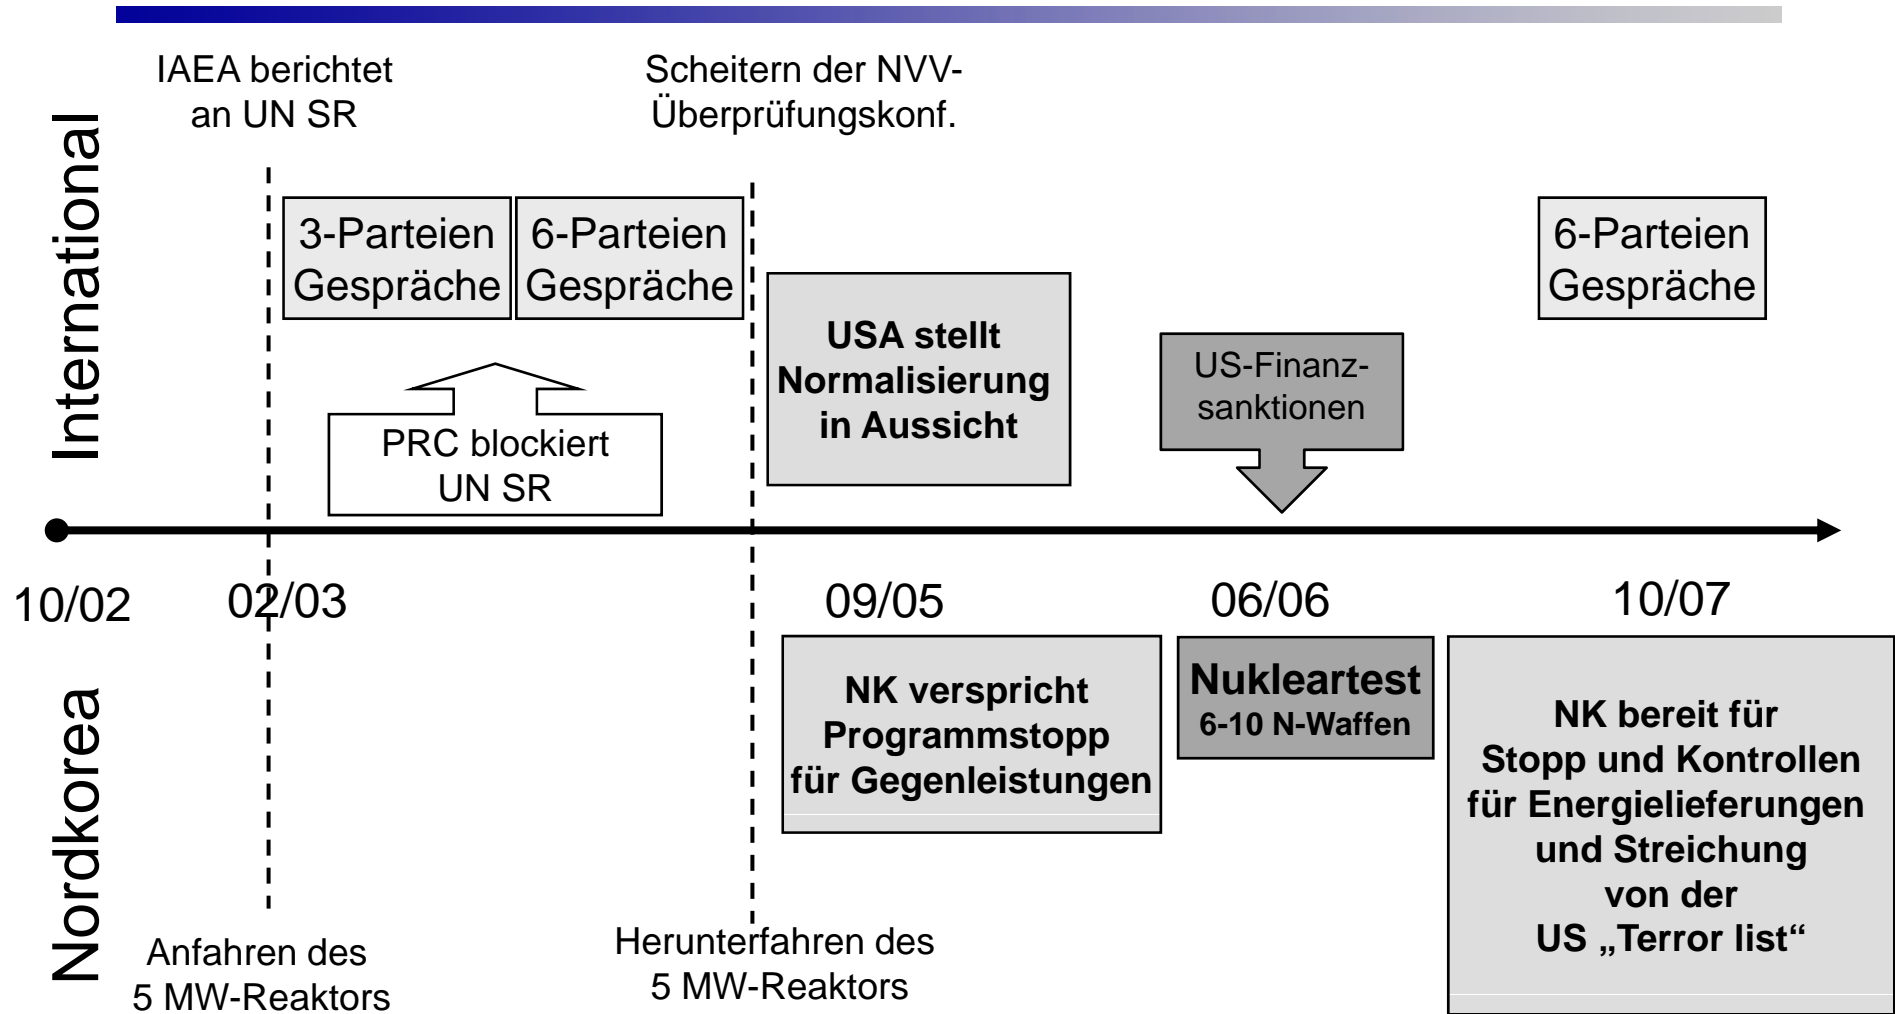 IAEA berichtet
an UN SR
Scheitern der NVV-
Überprüfungskonf.
International
3-Parteien
Gespräche
6-Parteien
Gespräche
6-Parteien
Gespräche
USA stellt
Normalisierung
in Aussicht
US-Finanz-
sanktionen
PRC blockiert
UN SR
10/02
02/03
09/05
06/06
10/07
Nordkorea
NK verspricht
Programmstopp
für Gegenleistungen
Nukleartest
6-10 N-Waffen
NK bereit für
Stopp und Kontrollen
für Energielieferungen
und Streichung
von der
US „Terror list“
Anfahren des
5 MW-Reaktors
Herunterfahren des
5 MW-Reaktors